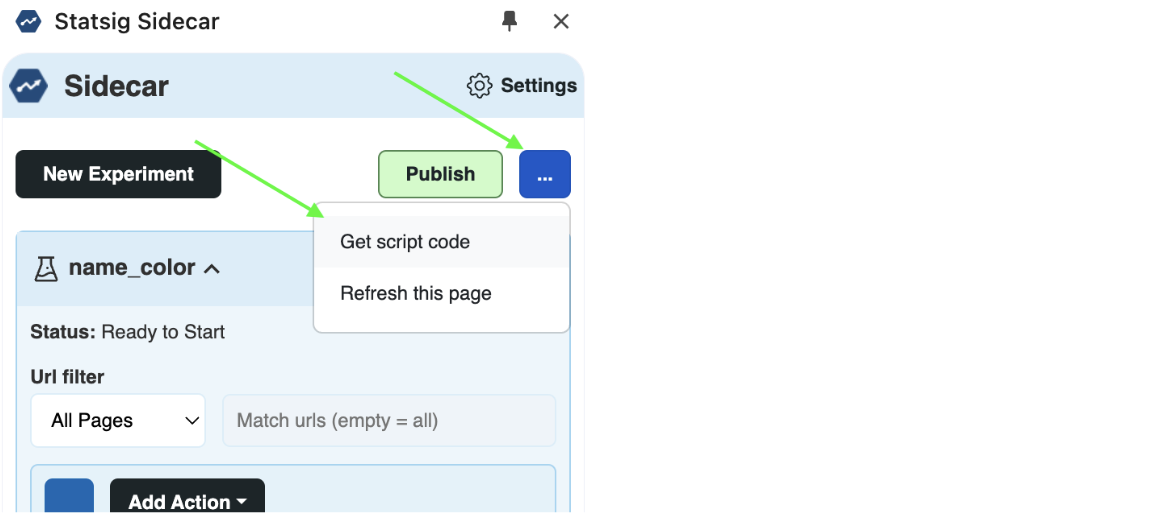 Statsig Sidecar
Sidecar
Settings
New Experiment
Publish
...
Get script code
Refresh this page
name_color
Status: Ready to Start
Url filter
All Pages
Match urls (empty = all)
Add Action